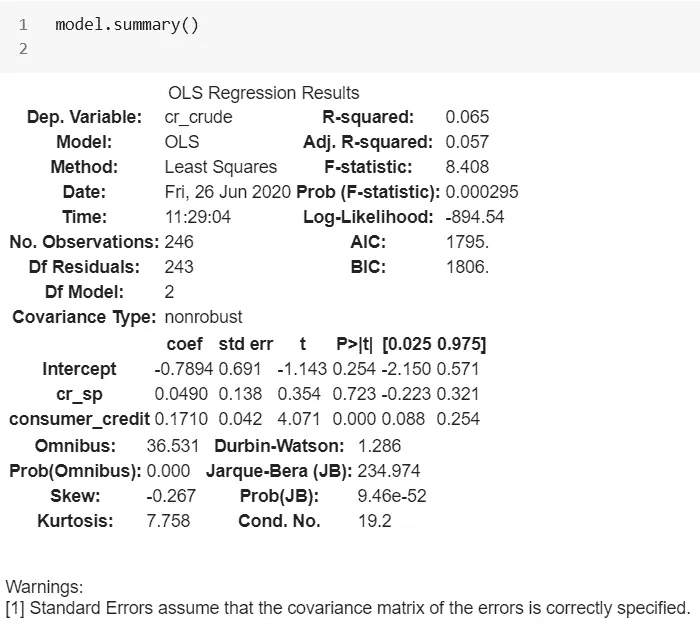 1 model.summary()
2
OLS Regression Results
Dep. Variable: cr_crude R-squared: 0.065
Model: OLS Adj. R-squared: 0.057
Method: Least Squares F-statistic: 8.408
Date: Fri, 26 Jun 2020 Prob (F-statistic): 0.000295
Time: 11:29:04 Log-Likelihood: -894.54
No. Observations: 246 AIC: 1795.
Df Residuals: 243 BIC: 1806.
Df Model: 2
Covariance Type: nonrobust
coef std err t P>|t| [0.025 0.975]
Intercept -0.7894 0.691 -1.143 0.254 -2.150 0.571
cr_sp 0.0490 0.138 0.354 0.723 -0.223 0.321
consumer_credit 0.1710 0.042 4.071 0.000 0.088 0.254
Omnibus: 36.531 Durbin-Watson: 1.286
Prob(Omnibus): 0.000 Jarque-Bera (JB): 234.974
Skew: -0.267 Prob(JB): 9.46e-52
Kurtosis: 7.758 Cond. No. 19.2
Warnings:
[1] Standard Errors assume that the covariance matrix of the errors is correctly specified.